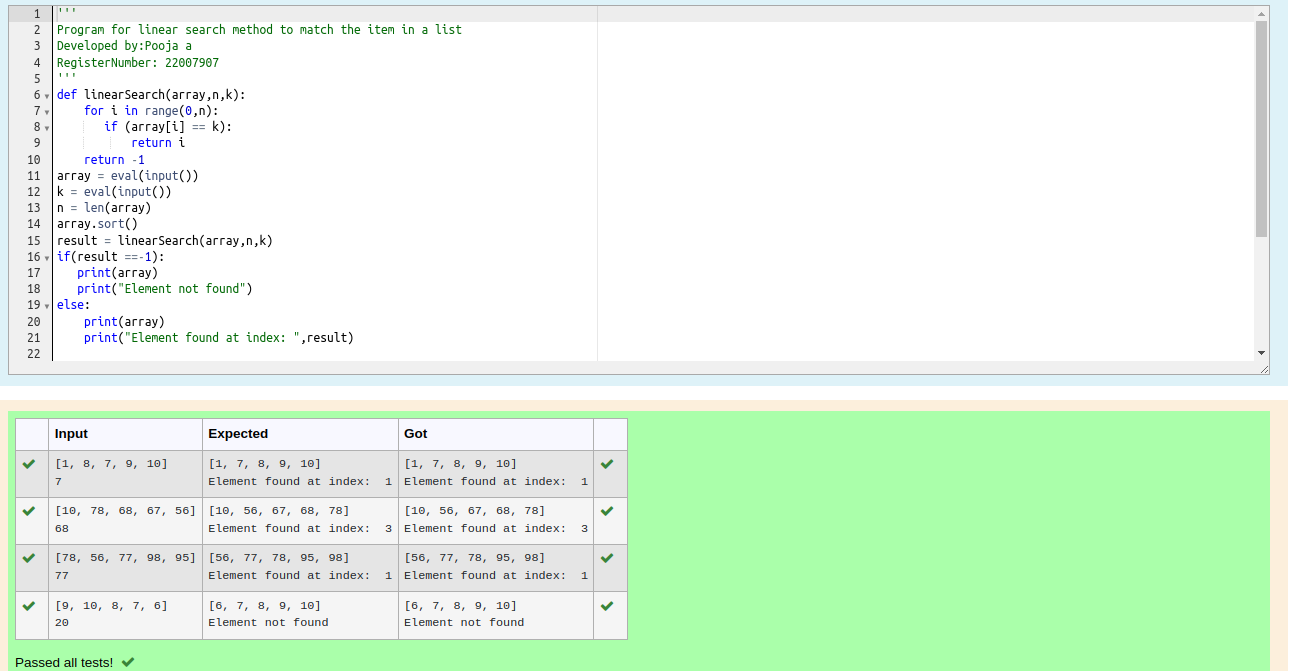 1 '''
2 Program for linear search method to match the item in a list
3 Developed by:Pooja a
4 RegisterNumber: 22007907
5 '''
6 def linearSearch(array,n,k):
7     for i in range(0,n):
8        if (array[i] == k):
9            return i
10     return -1
11 array = eval(input())
12 k = eval(input())
13 n = len(array)
14 array.sort()
15 result = linearSearch(array,n,k)
16 if(result ==-1):
17    print(array)
18    print("Element not found")
19 else:
20     print(array)
21     print("Element found at index: ",result)
22
Input Expected Got
[1, 8, 7, 9, 10] [1, 7, 8, 9, 10] [1, 7, 8, 9, 10]
7 Element found at index:  1 Element found at index:  1
[10, 78, 68, 67, 56] [10, 56, 67, 68, 78] [10, 56, 67, 68, 78]
68 Element found at index:  3 Element found at index:  3
[78, 56, 77, 98, 95] [56, 77, 78, 95, 98] [56, 77, 78, 95, 98]
77 Element found at index:  1 Element found at index:  1
[9, 10, 8, 7, 6] [6, 7, 8, 9, 10] [6, 7, 8, 9, 10]
20 Element not found Element not found
Passed all tests!